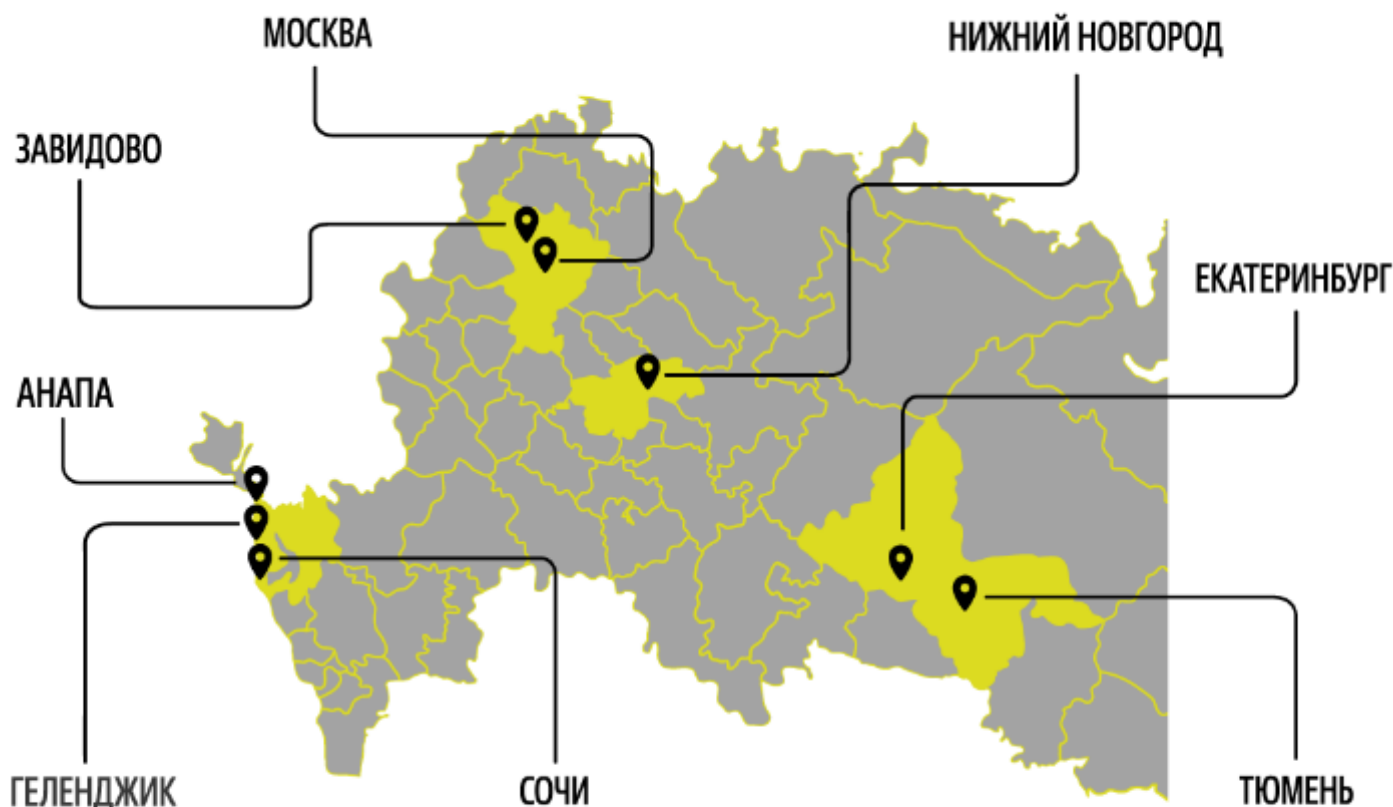 МОСКВА
НИЖНИЙ НОВГОРОД
ЗАВИДОВО
ЕКАТЕРИНБУРГ
АНАПА
ГЕЛЕНДЖИК
СОЧИ
ТЮМЕНЬ